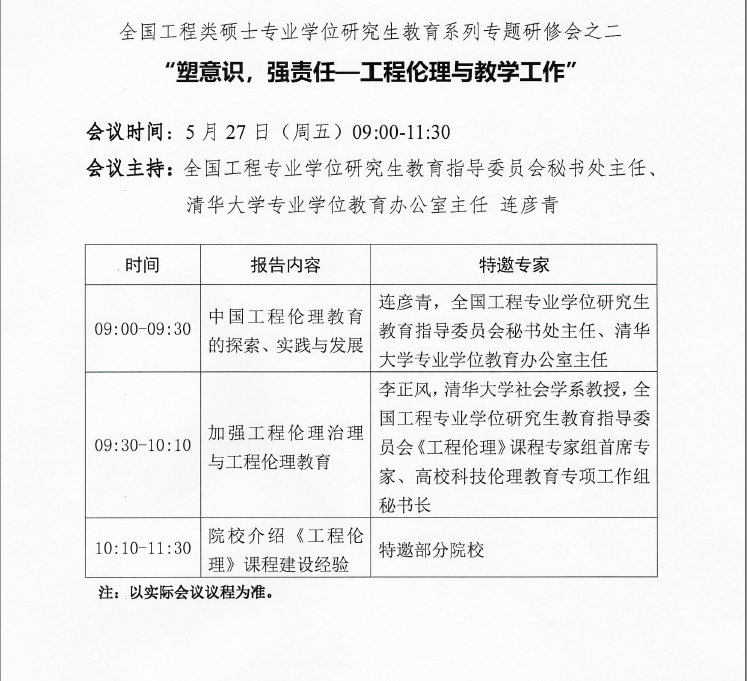 全国工程类硕士专业学位研究生教育系列专题研修会之二
“塑意识，强责任—工程伦理与教学工作”
会议时间：5 月 27 日（周五）09:00-11:30
会议主持：全国工程专业学位研究生教育指导委员会秘书处主任、
清华大学专业学位教育办公室主任 连彦青
时间 报告内容 特邀专家
09:00-09:30
中国工程伦理教育
的探索、实践与发展
连彦青，全国工程专业学位研究生
教育指导委员会秘书处主任、清华
大学专业学位教育办公室主任
09:30-10:10
加强工程伦理治理
与工程伦理教育
李正风，清华大学社会学系教授，全
国工程专业学位研究生教育指导委
员会《工程伦理》课程专家组首席专
家、高校科技伦理教育专项工作组
秘书长
10:10-11:30
院校介绍《工程伦
理》课程建设经验
特邀部分院校
注：以实际会议议程为准。